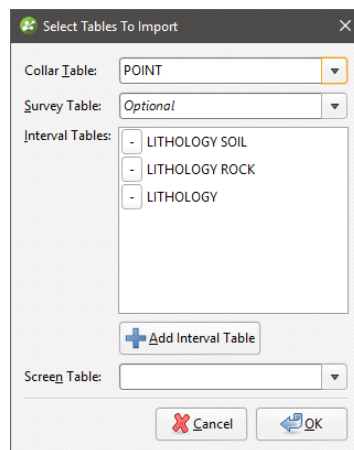 Select Tables To Import
Collar Table: POINT
Survey Table: Optional
Interval Tables: - LITHOLOGY SOIL
- LITHOLOGY ROCK
- LITHOLOGY
Add Interval Table
Screen Table:
Cancel OK